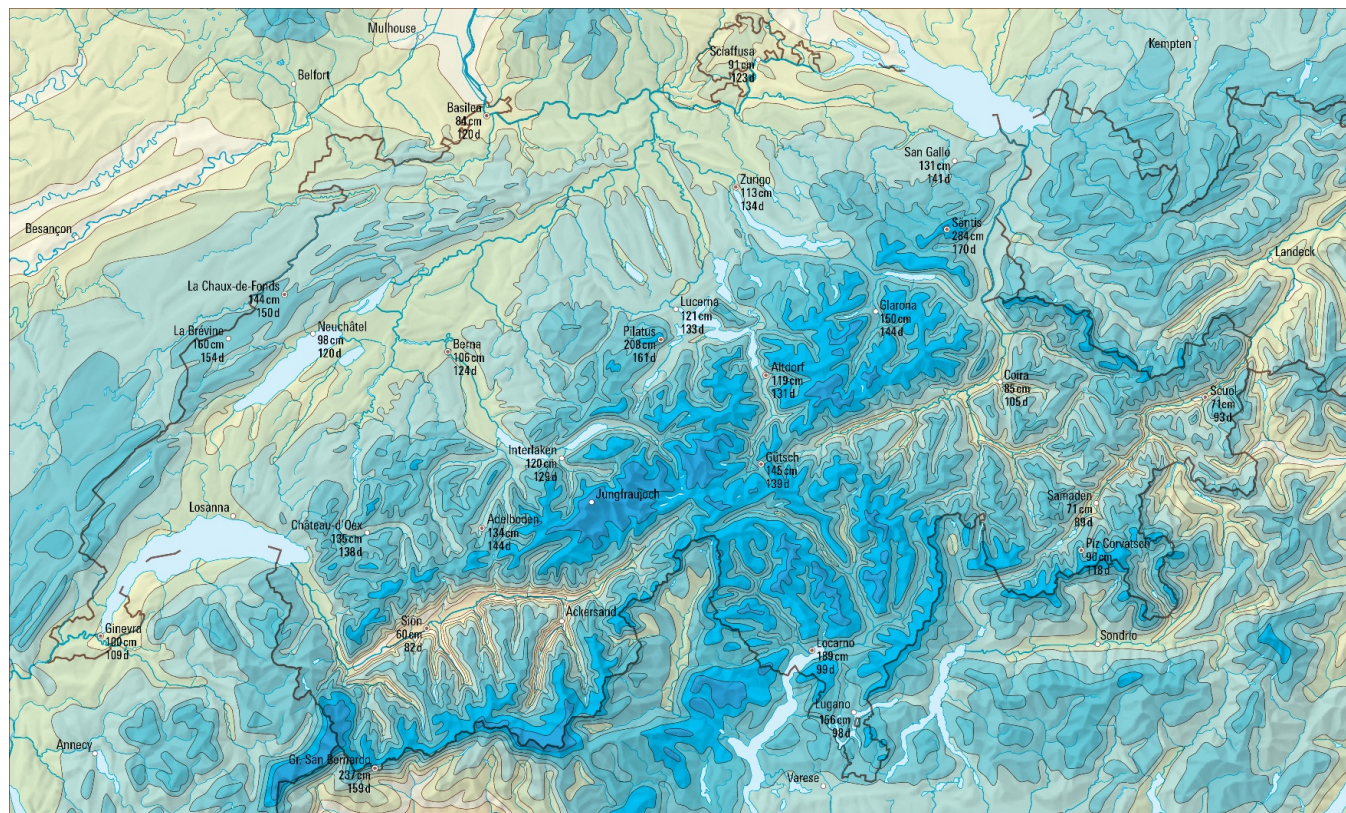 Mulhouse
Sciaffusa
91 cm
123 d
Kempten
Belfort
Basilea
84 cm
120 d
San Gallo
131 cm
141 d
Zurigo
113 cm
134 d
Besançon
Säntis
284 cm
170 d
Landeck
La Chaux-de-Fonds
144 cm
150 d
La Brévine
160 cm
154 d
Neuchâtel
98 cm
120 d
Berna
106 cm
124 d
Lucerna
121 cm
133 d
Pilatus
208 cm
161 d
Glarona
150 cm
144 d
Altdorf
119 cm
131 d
Coira
85 cm
105 d
Scuol
71 cm
93 d
Interlaken
120 cm
129 d
Gütsch
145 cm
139 d
Jungfraujoch
Samaden
71 cm
89 d
Losanna
Château-d'Oex
135 cm
138 d
Adelboden
134 cm
144 d
Piz Corvatsch
90 cm
118 d
Ginevra
100 cm
109 d
Sion
60 cm
82 d
Ackersand
Locarno
189 cm
99 d
Sondrio
Lugano
156 cm
98 d
Annecy
Gr. San Bernardo
237 cm
159 d
Varese